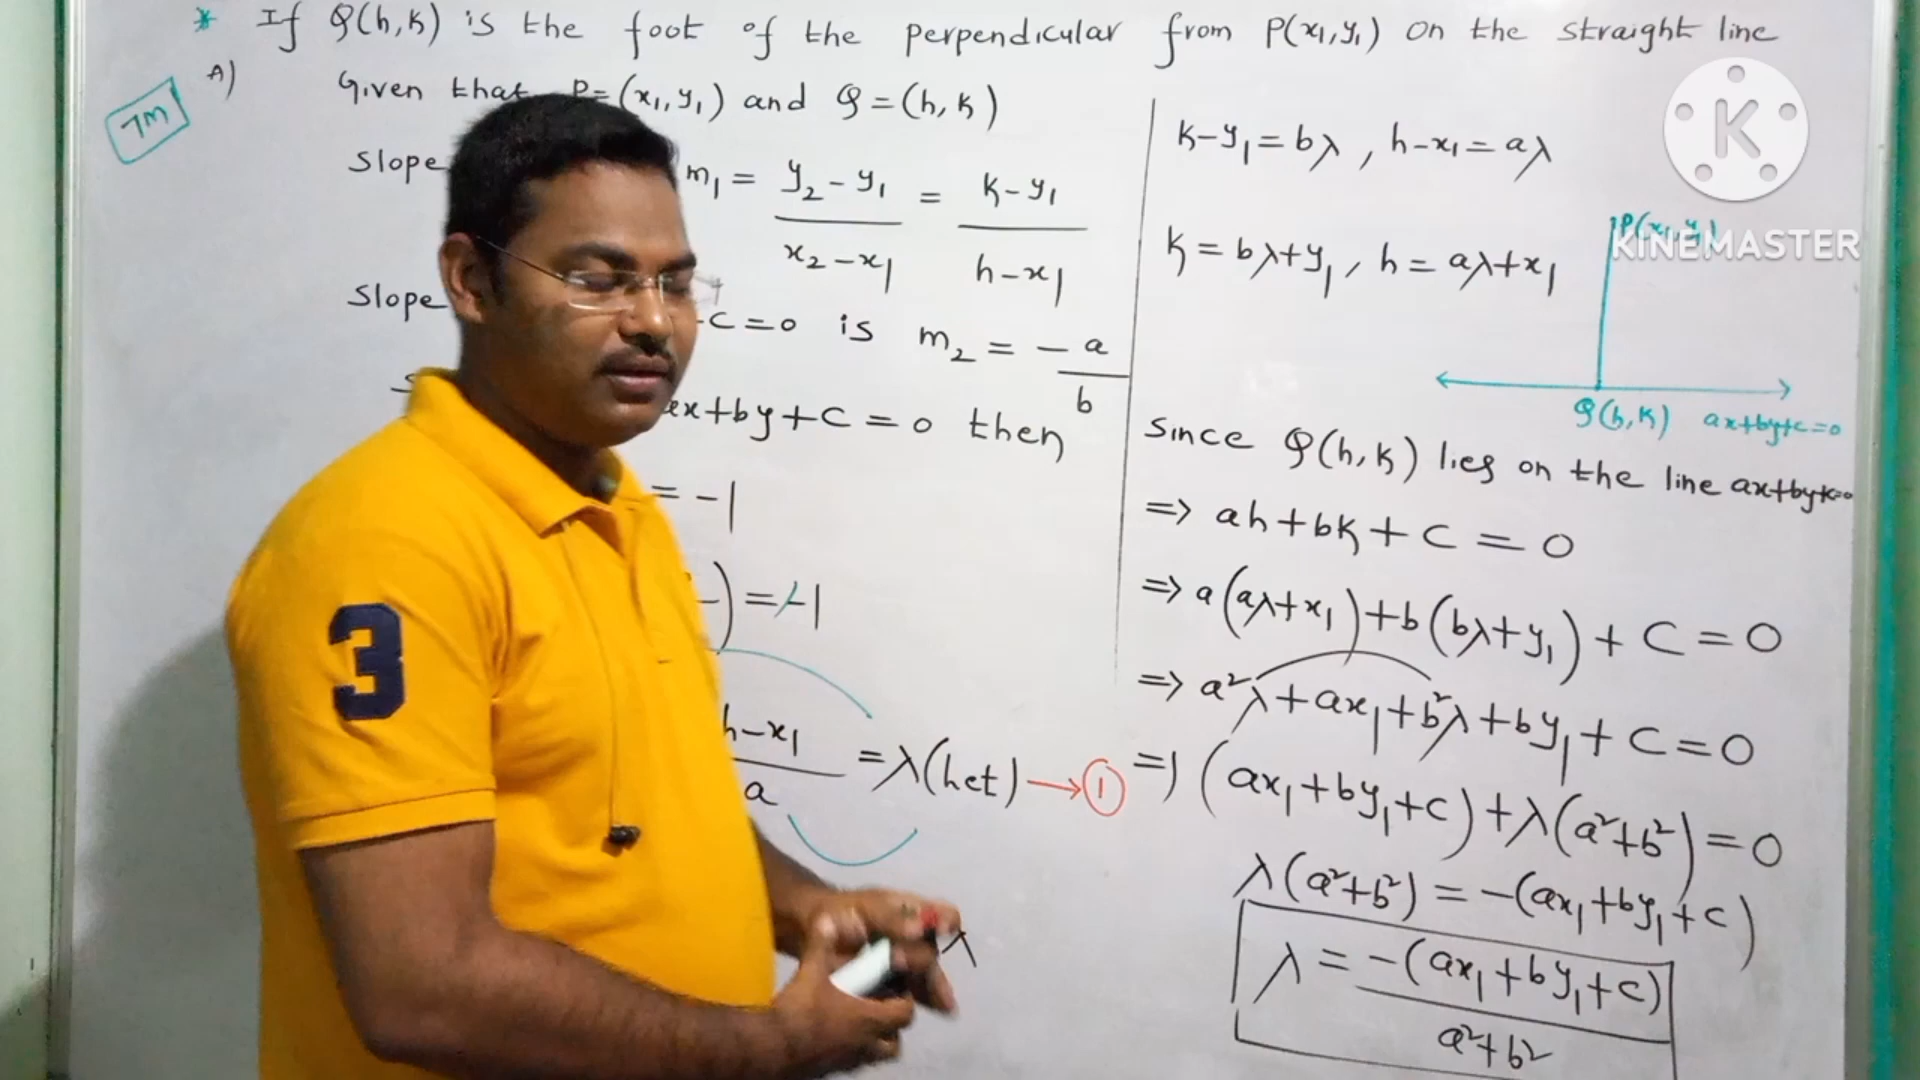 * If Q(h,k) is the foot of the perpendicular from P(x₁,y₁) on the straight line
A) Given that P=(x₁,y₁) and Q=(h,k)
7M
Slope m₁ = y₂-y₁/x₂-x₁ = k-y₁/h-x₁
Slope +C=0 is m₂ = -a/b
ax+by+C=0 then
=-1
)=-1
h-x₁/a =λ(let)→①
λ
k-y₁=bλ, h-x₁=aλ
k=bλ+y₁, h=aλ+x₁
P(x₁,y₁)
Q(h,k) ax+by+c=0
Since Q(h,k) lies on the line ax+by+c=0
=> ah+bk+c=0
=> a(aλ+x₁)+b(bλ+y₁)+C=0
=> a²λ+ax₁+b²λ+by₁+C=0
=) (ax₁+by₁+c)+λ(a²+b²)=0
λ(a²+b²)=-(ax₁+by₁+c)
λ=-(ax₁+by₁+c)/a²+b²
3
K
KINEMASTER